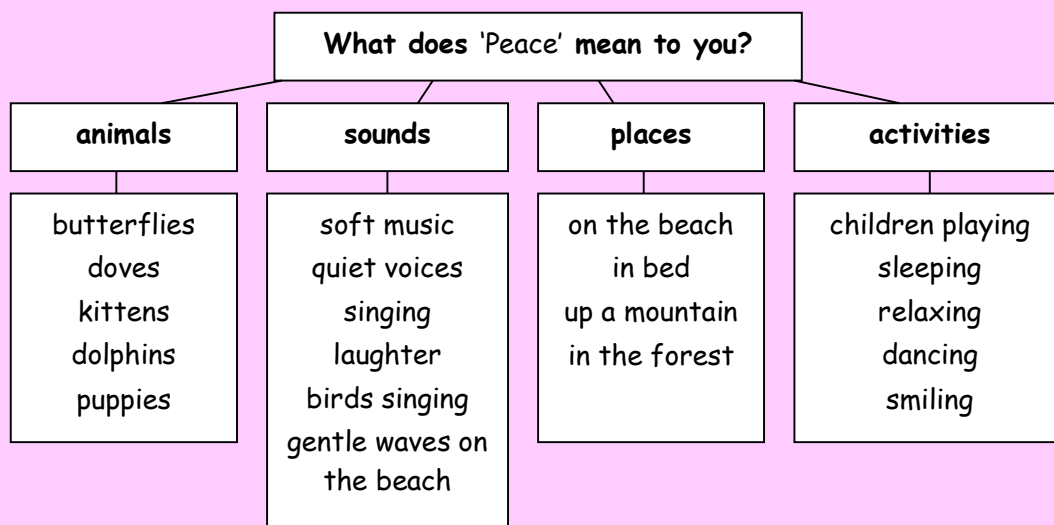 What does ‘Peace’ mean to you?
animals
butterflies
doves
kittens
dolphins
puppies
sounds
soft music
quiet voices
singing
laughter
birds singing
gentle waves on
the beach
places
on the beach
in bed
up a mountain
in the forest
activities
children playing
sleeping
relaxing
dancing
smiling